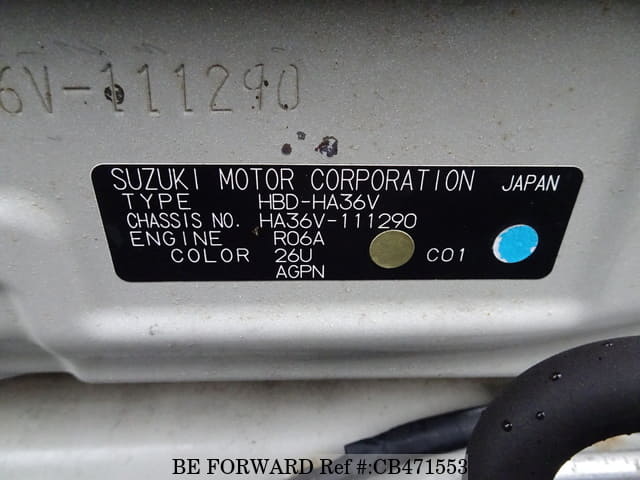 6V-111290
SUZUKI MOTOR CORPORATION JAPAN
TYPE HBD-HA36V
CHASSIS NO. HA36V-111290
ENGINE R06A
COLOR 26U C01
AGPN
BE FORWARD Ref #:CB471553